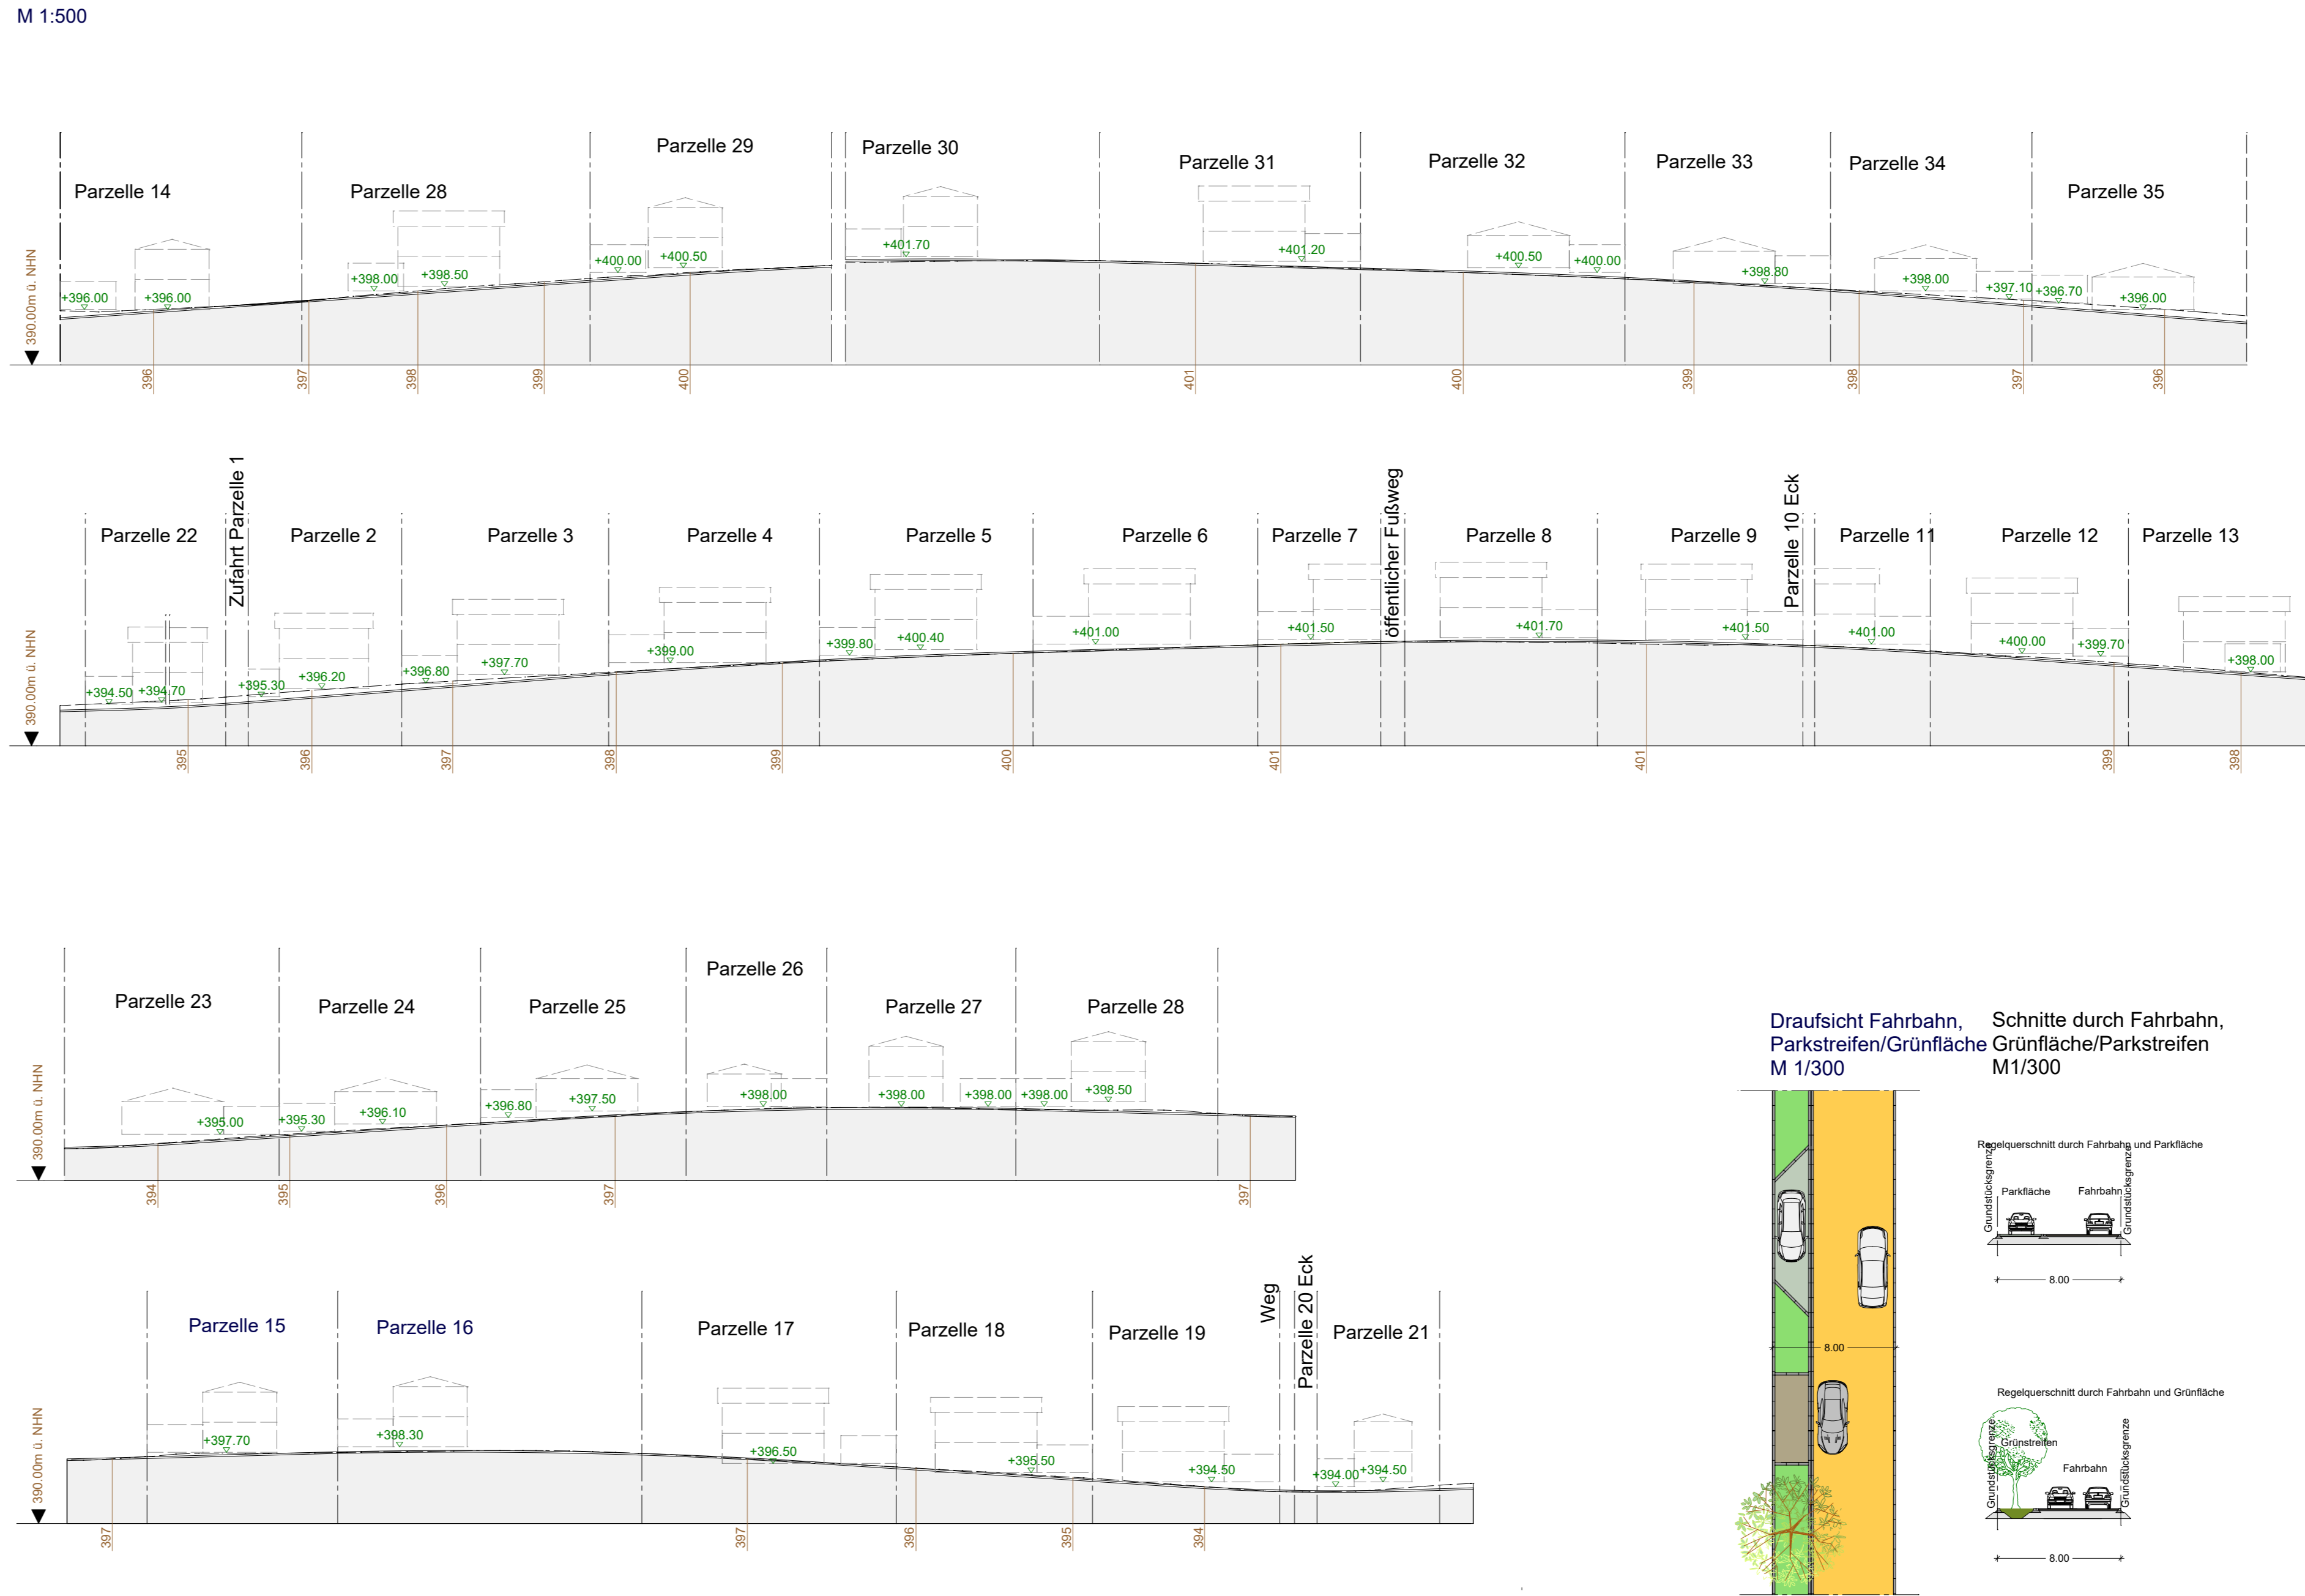 M 1:500
Parzelle 14
Parzelle 28
Parzelle 29
Parzelle 30
Parzelle 31
Parzelle 32
Parzelle 33
Parzelle 34
Parzelle 35
390.00m ü. NHN
+396.00
+396.00
+398.00
+398.50
+400.00
+400.50
+401.70
+401.20
+400.50
+400.00
+398.80
+398.00
+397.10
+396.70
+396.00
396
397
398
399
400
401
400
399
398
397
396
Parzelle 22
Zufahrt Parzelle 1
Parzelle 2
Parzelle 3
Parzelle 4
Parzelle 5
Parzelle 6
Parzelle 7
öffentlicher Fußweg
Parzelle 8
Parzelle 9
Parzelle 10 Eck
Parzelle 11
Parzelle 12
Parzelle 13
390.00m ü. NHN
+394.50
+394.70
+395.30
+396.20
+396.80
+397.70
+399.00
+399.80
+400.40
+401.00
+401.50
+401.70
+401.50
+401.00
+400.00
+399.70
+398.00
395
396
397
398
399
400
401
401
399
398
Parzelle 23
Parzelle 24
Parzelle 25
Parzelle 26
Parzelle 27
Parzelle 28
390.00m ü. NHN
+395.00
+395.30
+396.10
+396.80
+397.50
+398.00
+398.00
+398.00
+398.00
+398.50
394
395
396
397
397
Parzelle 15
Parzelle 16
Parzelle 17
Parzelle 18
Parzelle 19
Weg
Parzelle 20 Eck
Parzelle 21
390.00m ü. NHN
+397.70
+398.30
+396.50
+395.50
+394.50
+394.00
+394.50
397
397
396
395
394
Draufsicht Fahrbahn,
Parkstreifen/Grünfläche
M 1/300
8.00
Schnitte durch Fahrbahn,
Grünfläche/Parkstreifen
M1/300
Regelquerschnitt durch Fahrbahn und Parkfläche
Grundstücksgrenze
Parkfläche
Fahrbahn
Grundstücksgrenze
8.00
Regelquerschnitt durch Fahrbahn und Grünfläche
Grundstücksgrenze
Grünstreifen
Fahrbahn
Grundstücksgrenze
8.00